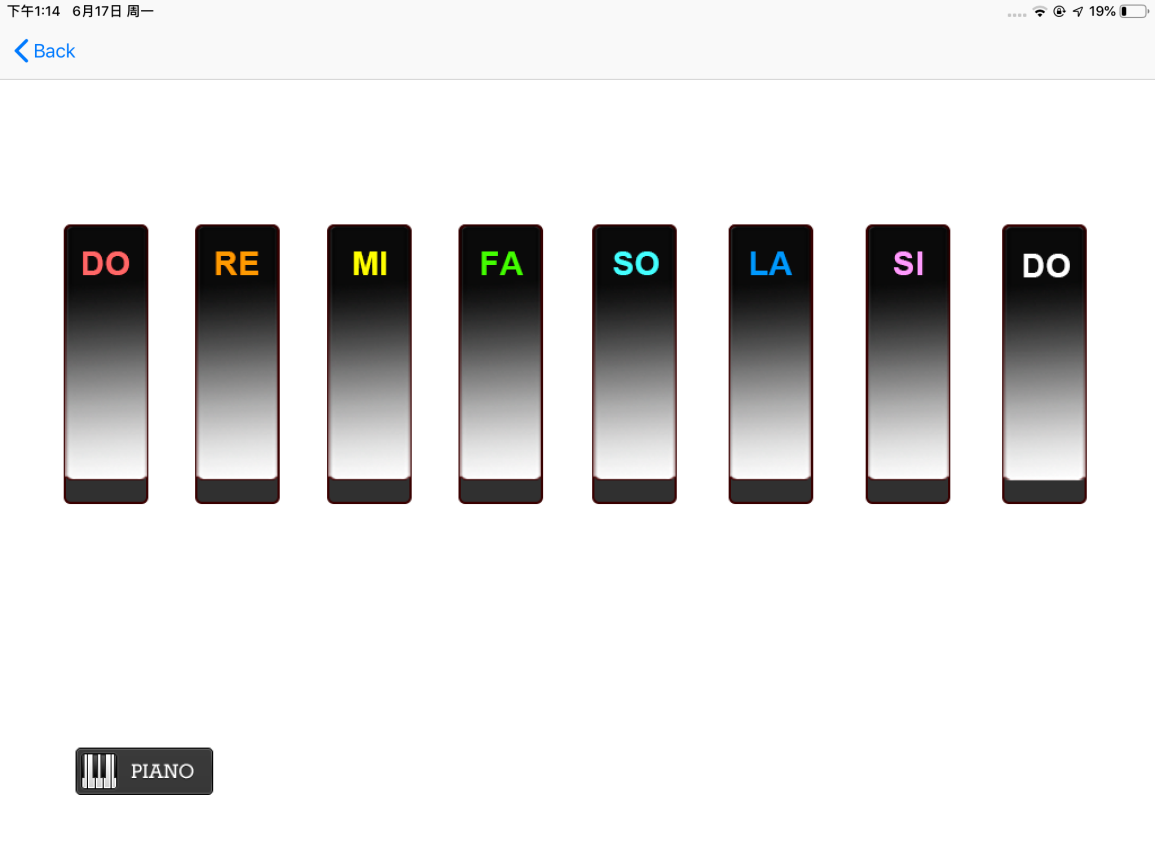 下午1:14 6月17日 周一 19%
Back
DO RE MI FA SO LA SI DO
PIANO